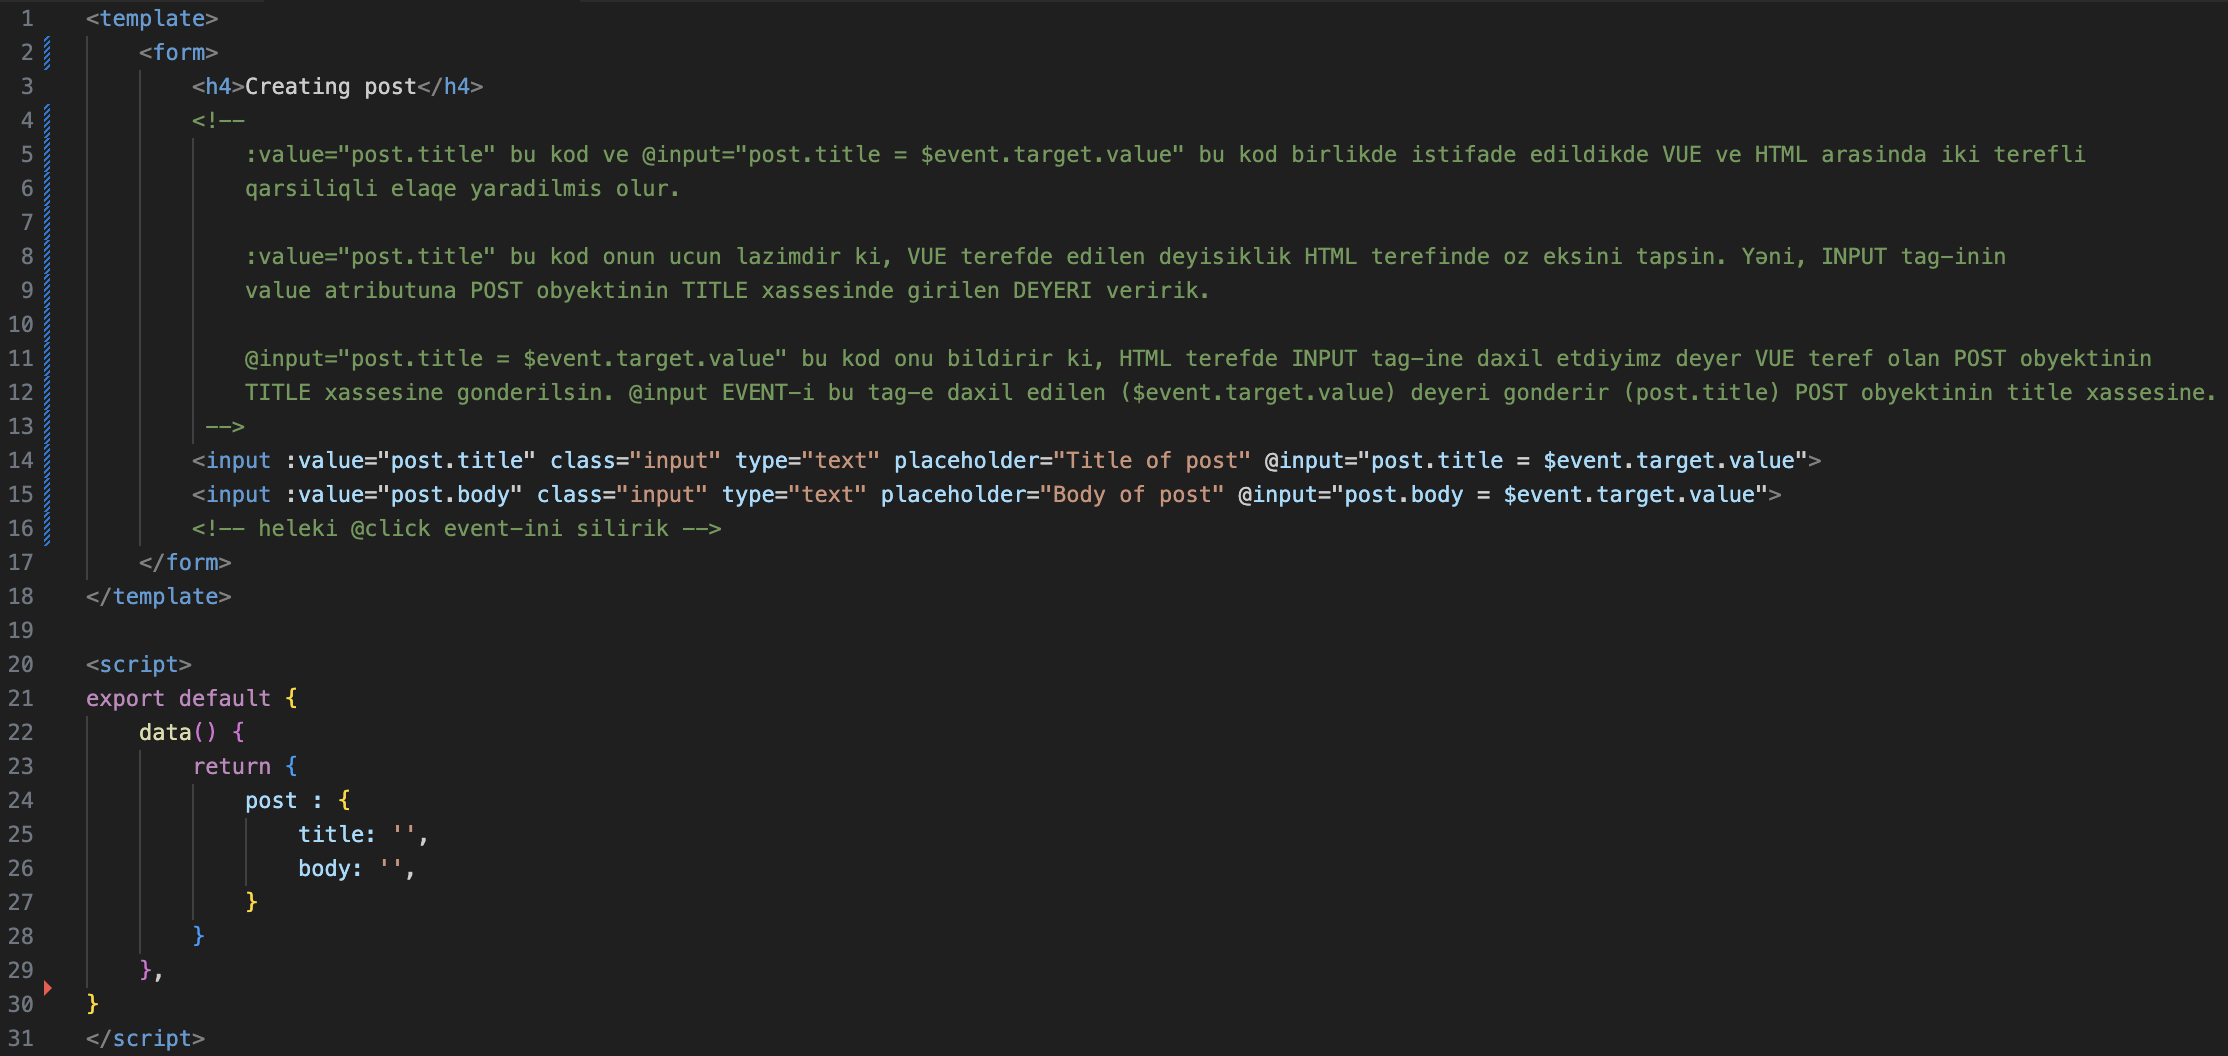 1 <template>
2     <form>
3         <h4>Creating post</h4>
4         <!--
5             :value="post.title" bu kod ve @input="post.title = $event.target.value" bu kod birlikde istifade edildikde VUE ve HTML arasinda iki terefli
6             qarsiliqli elaqe yaradilmis olur.
7
8             :value="post.title" bu kod onun ucun lazimdir ki, VUE terefde edilen deyisiklik HTML terefinde oz eksini tapsin. Yəni, INPUT tag-inin
9             value atributuna POST obyektinin TITLE xassesinde girilen DEYERI veririk.
10
11             @input="post.title = $event.target.value" bu kod onu bildirir ki, HTML terefde INPUT tag-ine daxil etdiyimz deyer VUE teref olan POST obyektinin
12             TITLE xassesine gonderilsin. @input EVENT-i bu tag-e daxil edilen ($event.target.value) deyeri gonderir (post.title) POST obyektinin title xassesine.
13          -->
14         <input :value="post.title" class="input" type="text" placeholder="Title of post" @input="post.title = $event.target.value">
15         <input :value="post.body" class="input" type="text" placeholder="Body of post" @input="post.body = $event.target.value">
16         <!-- heleki @click event-ini silirik -->
17     </form>
18 </template>
19
20 <script>
21 export default {
22     data() {
23         return {
24             post : {
25                 title: '',
26                 body: '',
27             }
28         }
29     },
30 }
31 </script>